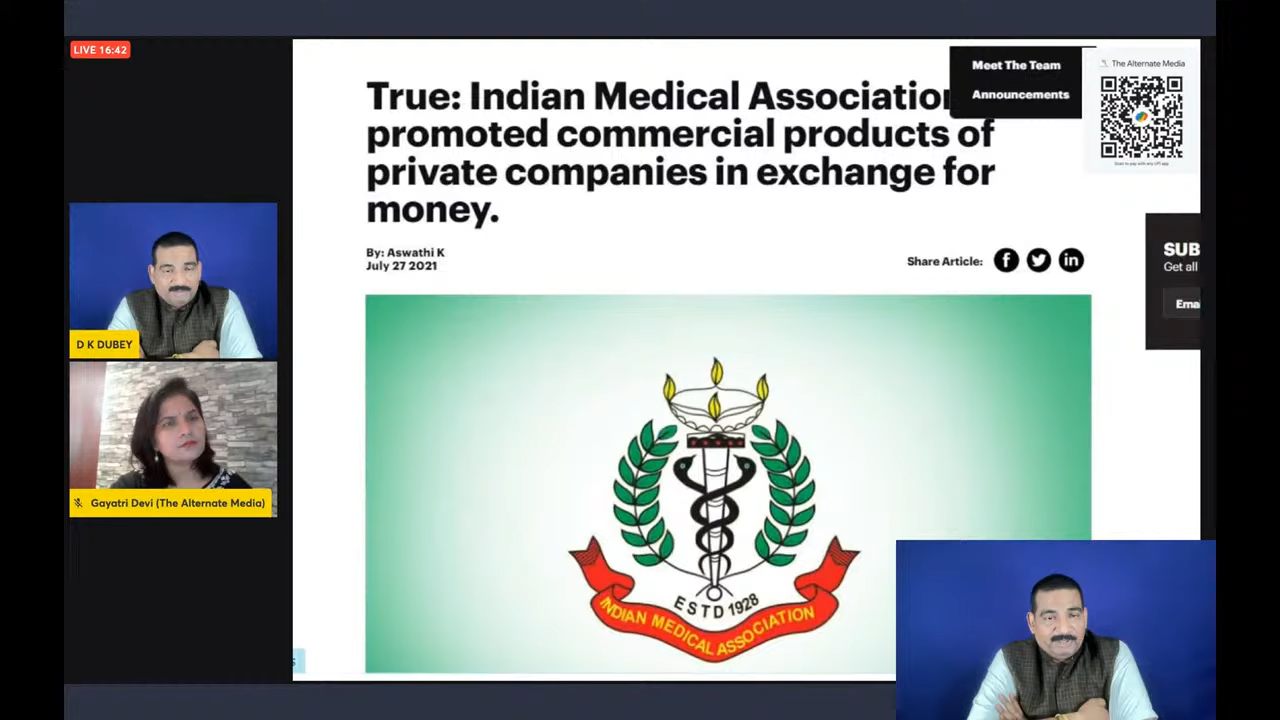 LIVE 16:42
D K DUBEY
Gayatri Devi (The Alternate Media)
True: Indian Medical Association
promoted commercial products of
private companies in exchange for
money.
By: Aswathi K
July 27 2021
Share Article:
Meet The Team
Announcements
The Alternate Media
SUB
Get all
Emai
ESTD 1928
INDIAN MEDICAL ASSOCIATION